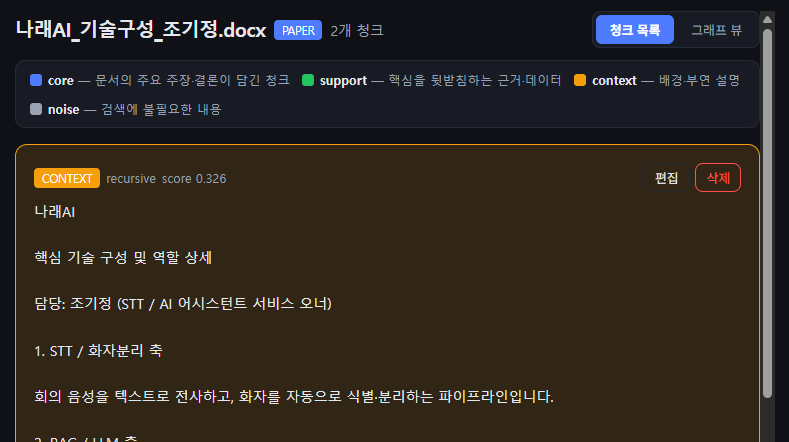 나래AI_기술구성_조기정.docx PAPER 2개 청크 청크 목록 그래프 뷰
core — 문서의 주요 주장·결론이 담긴 청크 support — 핵심을 뒷받침하는 근거·데이터 context — 배경·부연 설명
noise — 검색에 불필요한 내용
CONTEXT recursive score 0.326 편집 삭제
나래AI
핵심 기술 구성 및 역할 상세
담당: 조기정 (STT / AI 어시스턴트 서비스 오너)
1. STT / 화자분리 축
회의 음성을 텍스트로 전사하고, 화자를 자동으로 식별·분리하는 파이프라인입니다.
2. RAG / LLM 축